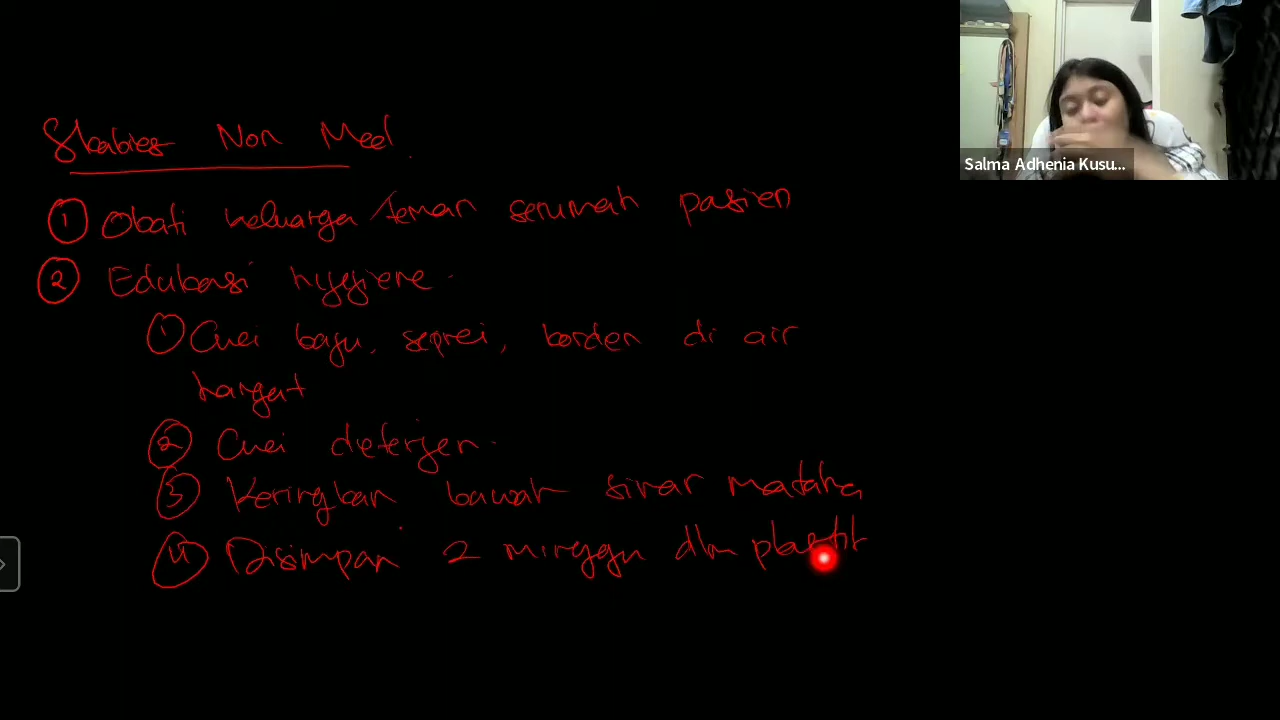 Skabies Non Med.
① Obati keluarga/teman serumah pasien
② Edukasi hygiene.
① Cuci baju, seprei, korden di air
hangat
② Cuci deterjen.
③ Keringkan bawah sinar mataha
④ Disimpan 2 minggu dlm plastik
Salma Adhenia Kusu...